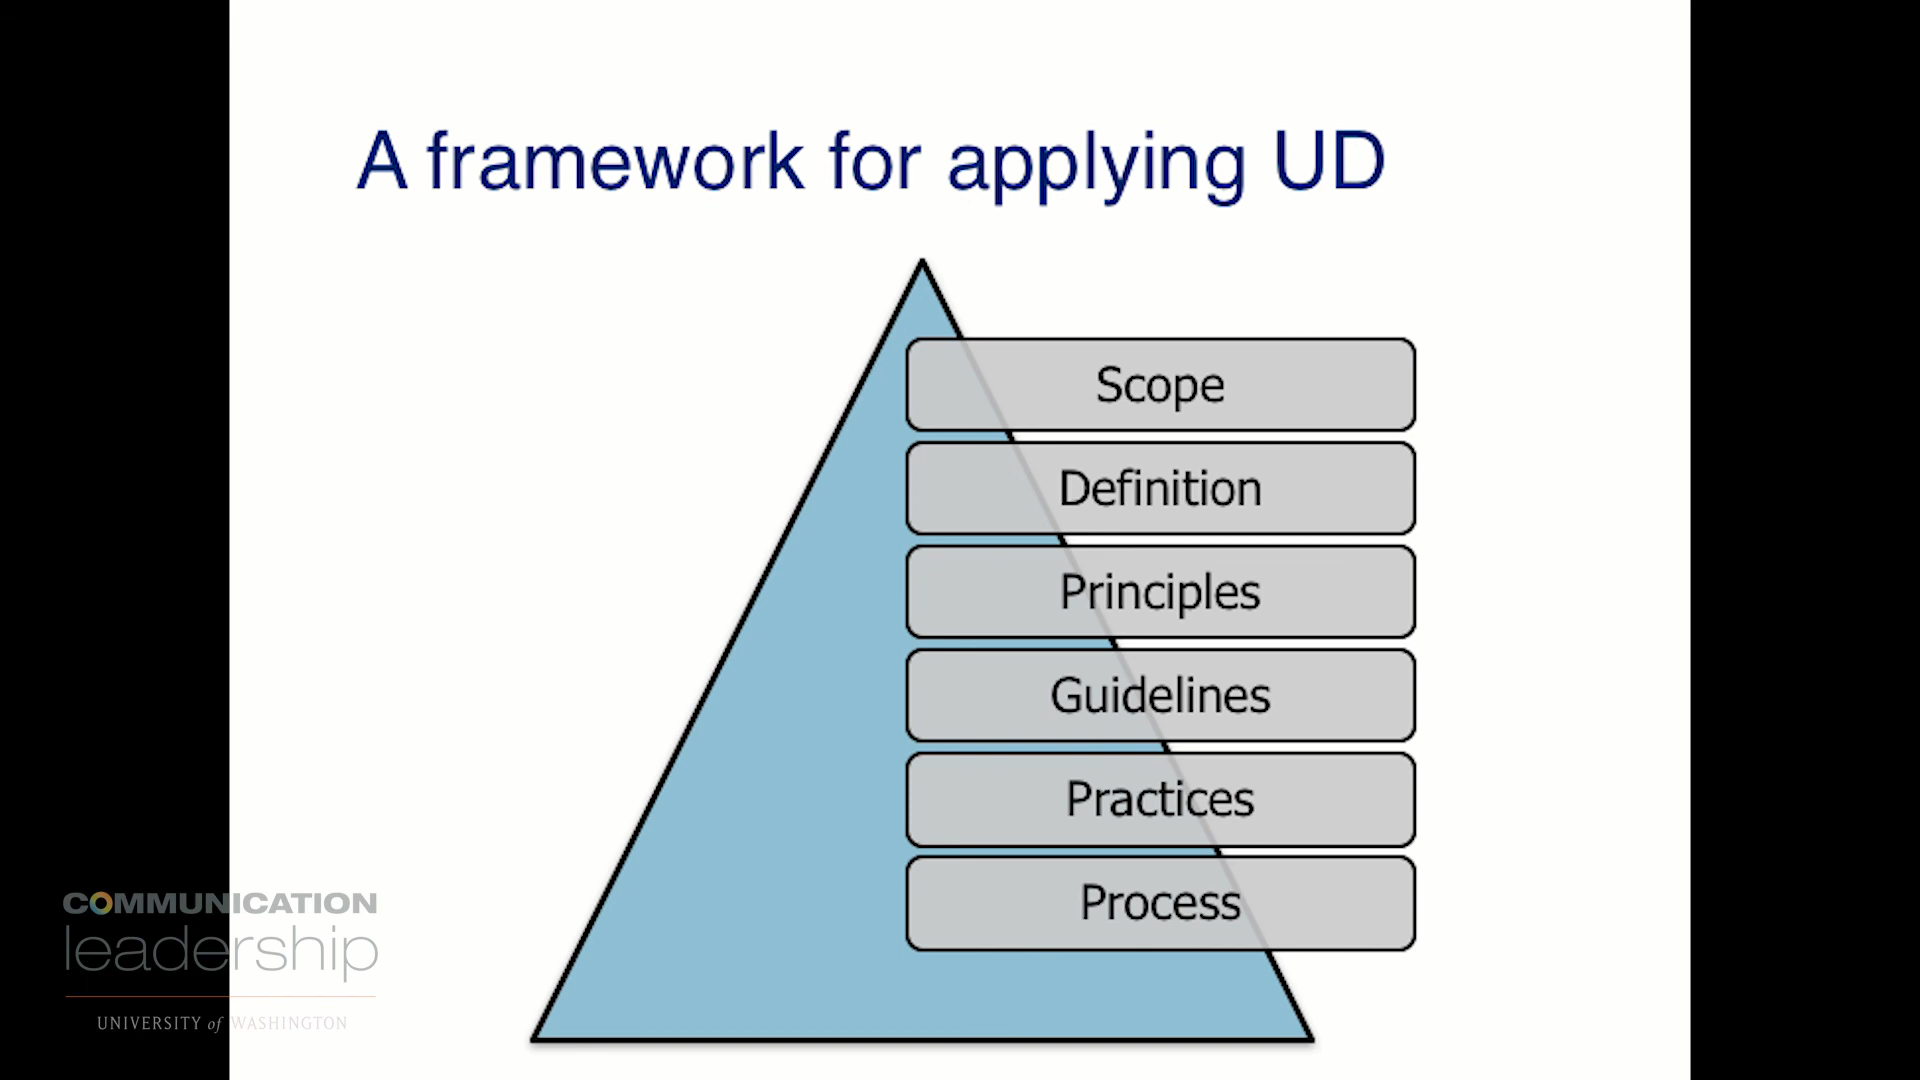 A framework for applying UD
Scope
Definition
Principles
Guidelines
Practices
Process
COMMUNICATION
leadership
UNIVERSITY of WASHINGTON